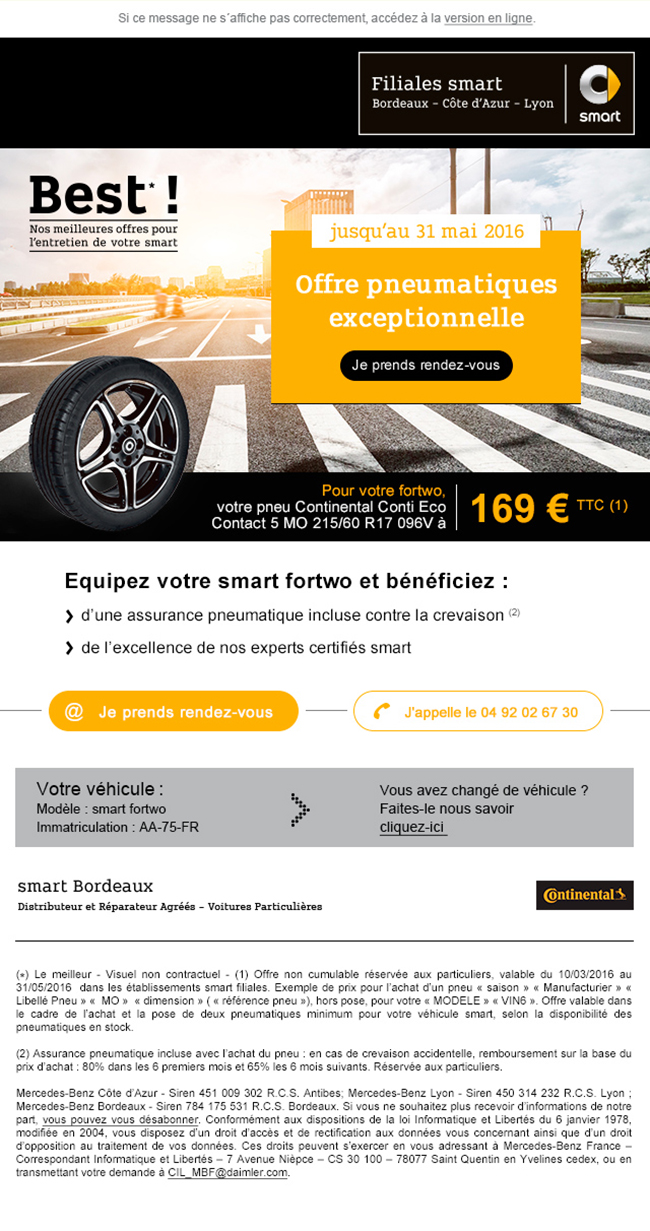 Si ce message ne s´affiche pas correctement, accédez à la version en ligne.
Filiales smart
Bordeaux – Côte d'Azur – Lyon
smart
Best* !
Nos meilleures offres pour
l'entretien de votre smart
jusqu'au 31 mai 2016
Offre pneumatiques
exceptionnelle
Je prends rendez-vous
Pour votre fortwo,
votre pneu Continental Conti Eco
Contact 5 MO 215/60 R17 096V à
169 € TTC (1)
Equipez votre smart fortwo et bénéficiez :
❯ d'une assurance pneumatique incluse contre la crevaison (2)
❯ de l'excellence de nos experts certifiés smart
@ Je prends rendez-vous
J'appelle le 04 92 02 67 30
Votre véhicule :
Modèle : smart fortwo
Immatriculation : AA-75-FR
Vous avez changé de véhicule ?
Faites-le nous savoir
cliquez-ici
smart Bordeaux
Distributeur et Réparateur Agréés – Voitures Particulières
Continental
(*) Le meilleur - Visuel non contractuel - (1) Offre non cumulable réservée aux particuliers, valable du 10/03/2016 au
31/05/2016 dans les établissements smart filiales. Exemple de prix pour l'achat d'un pneu « saison » « Manufacturier » «
Libellé Pneu » « MO » « dimension » ( « référence pneu »), hors pose, pour votre « MODELE » « VIN6 ». Offre valable dans
le cadre de l'achat et la pose de deux pneumatiques minimum pour votre véhicule smart, selon la disponibilité des
pneumatiques en stock.
(2) Assurance pneumatique incluse avec l'achat du pneu : en cas de crevaison accidentelle, remboursement sur la base du
prix d'achat : 80% dans les 6 premiers mois et 65% les 6 mois suivants. Réservée aux particuliers.
Mercedes-Benz Côte d'Azur - Siren 451 009 302 R.C.S. Antibes; Mercedes-Benz Lyon - Siren 450 314 232 R.C.S. Lyon ;
Mercedes-Benz Bordeaux - Siren 784 175 531 R.C.S. Bordeaux. Si vous ne souhaitez plus recevoir d'informations de notre
part, vous pouvez vous désabonner. Conformément aux dispositions de la loi Informatique et Libertés du 6 janvier 1978,
modifiée en 2004, vous disposez d'un droit d'accès et de rectification aux données vous concernant ainsi que d'un droit
d'opposition au traitement de vos données. Ces droits peuvent s'exercer en vous adressant à Mercedes-Benz France –
Correspondant Informatique et Libertés – 7 Avenue Nièpce – CS 30 100 – 78077 Saint Quentin en Yvelines cedex, ou en
transmettant votre demande à CIL_MBF@daimler.com.